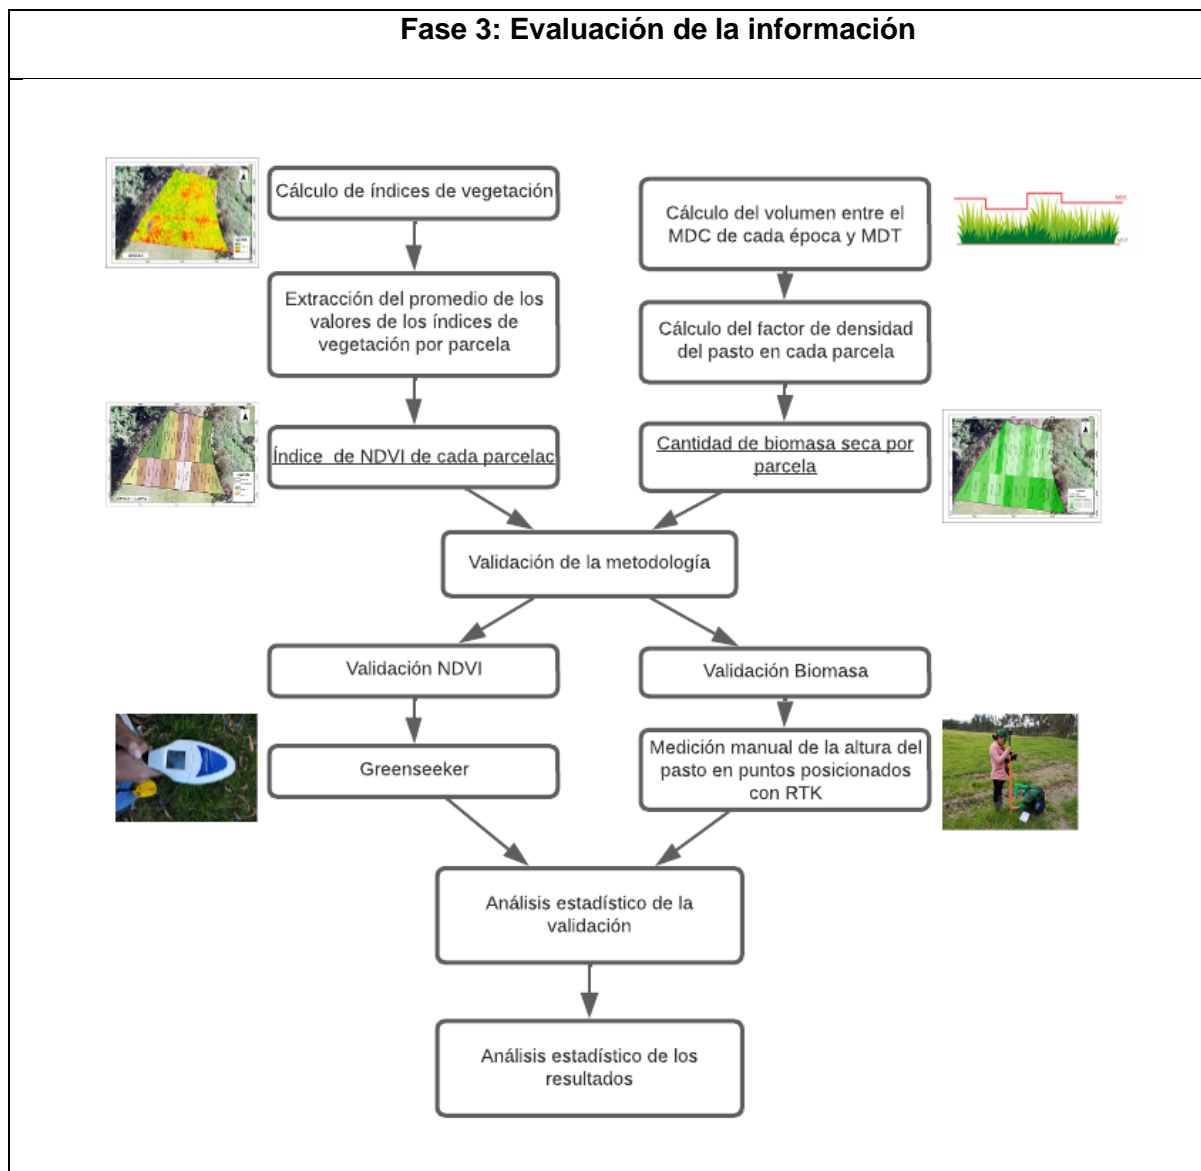 Fase 3: Evaluación de la información
Cálculo de índices de vegetación
Cálculo del volumen entre el
MDC de cada época y MDT
MDC
MDT
Extracción del promedio de los
valores de los índices de
vegetación por parcela
Cálculo del factor de densidad
del pasto en cada parcela
Índice de NDVI de cada parcelac
Cantidad de biomasa seca por
parcela
Validación de la metodología
Validación NDVI
Validación Biomasa
Greenseeker
Medición manual de la altura del
pasto en puntos posicionados
con RTK
Análisis estadístico de la
validación
Análisis estadístico de los
resultados